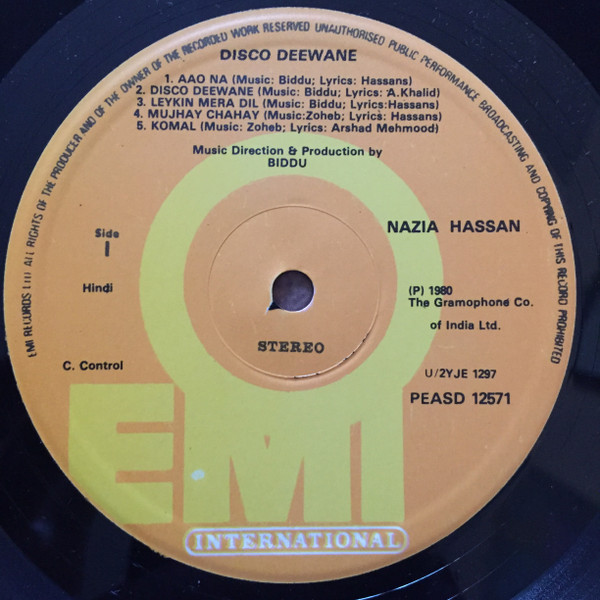 EMI RECORDS LTD ALL RIGHTS OF THE PRODUCER AND OF THE OWNER OF THE RECORDED WORK RESERVED UNAUTHORISED PUBLIC PERFORMANCE BROADCASTING AND COPYING OF THIS RECORD PROHIBITED
DISCO DEEWANE
1. AAO NA (Music: Biddu; Lyrics: Hassans)
2. DISCO DEEWANE (Music: Biddu; Lyrics: A.Khalid)
3. LEYKIN MERA DIL (Music: Biddu; Lyrics:Hassans)
4. MUJHAY CHAHAY (Music:Zoheb; Lyrics: Hassans)
5. KOMAL (Music: Zoheb; Lyrics: Arshad Mehmood)
Music Direction & Production by
BIDDU
Side
I
NAZIA HASSAN
Hindi
(P) 1980
The Gramophone Co.
of India Ltd.
STEREO
C. Control
U/2YJE 1297
PEASD 12571
EMI
INTERNATIONAL